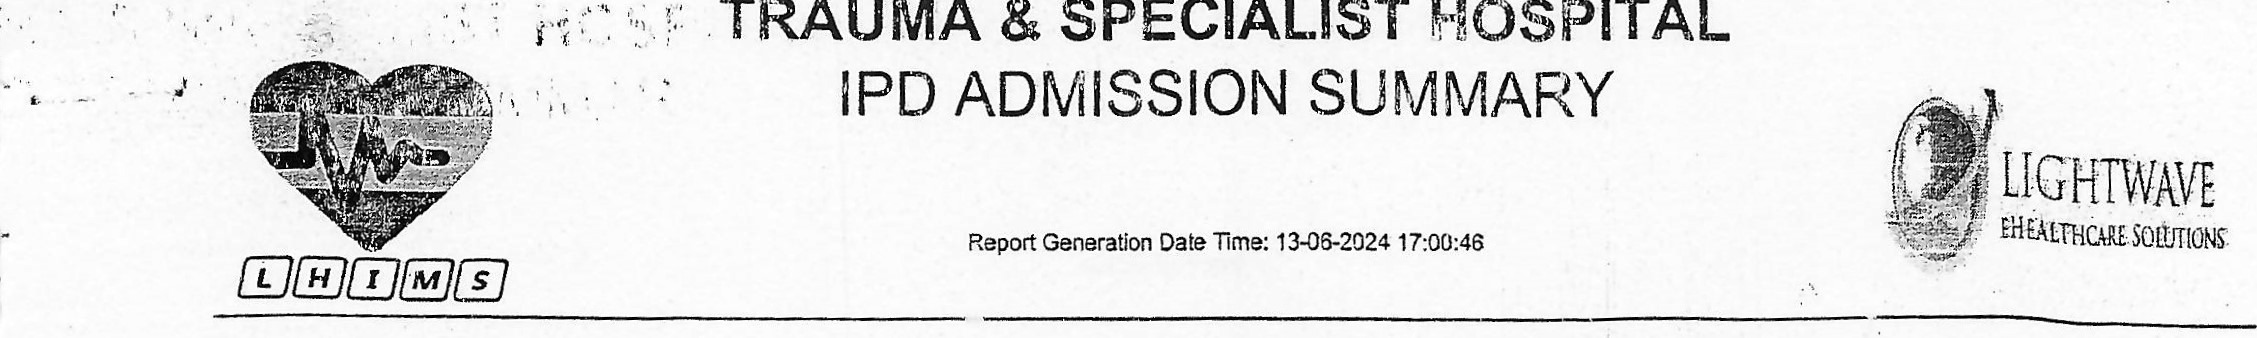 TRAUMA & SPECIALIST HOSPITAL
IPD ADMISSION SUMMARY
LIGHTWAVE
EHEALTHCARE SOLUTIONS
Report Generation Date Time: 13-06-2024 17:00:46
LHIMS